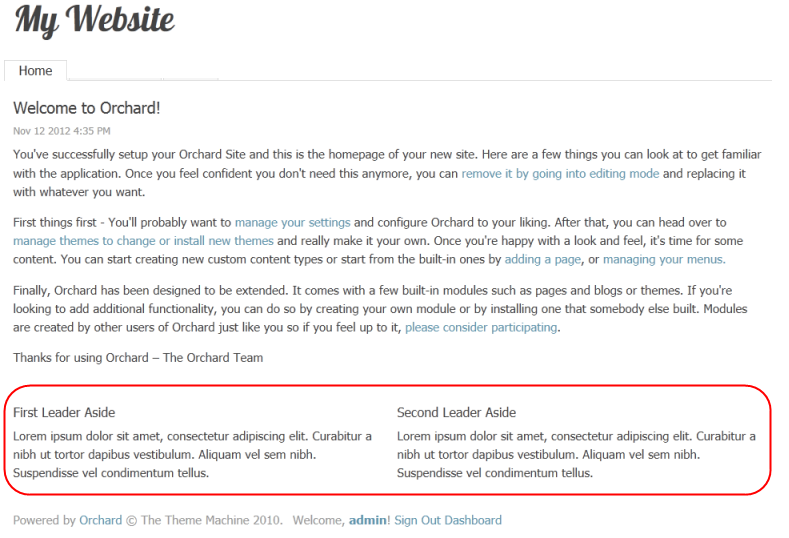 My Website
Home
Welcome to Orchard!
Nov 12 2012 4:35 PM
You've successfully setup your Orchard Site and this is the homepage of your new site. Here are a few things you can look at to get familiar
with the application. Once you feel confident you don't need this anymore, you can remove it by going into editing mode and replacing it
with whatever you want.
First things first - You'll probably want to manage your settings and configure Orchard to your liking. After that, you can head over to
manage themes to change or install new themes and really make it your own. Once you're happy with a look and feel, it's time for some
content. You can start creating new custom content types or start from the built-in ones by adding a page, or managing your menus.
Finally, Orchard has been designed to be extended. It comes with a few built-in modules such as pages and blogs or themes. If you're
looking to add additional functionality, you can do so by creating your own module or by installing one that somebody else built. Modules
are created by other users of Orchard just like you so if you feel up to it, please consider participating.
Thanks for using Orchard – The Orchard Team
First Leader Aside
Lorem ipsum dolor sit amet, consectetur adipiscing elit. Curabitur a
nibh ut tortor dapibus vestibulum. Aliquam vel sem nibh.
Suspendisse vel condimentum tellus.
Second Leader Aside
Lorem ipsum dolor sit amet, consectetur adipiscing elit. Curabitur a
nibh ut tortor dapibus vestibulum. Aliquam vel sem nibh.
Suspendisse vel condimentum tellus.
Powered by Orchard © The Theme Machine 2010. Welcome, admin! Sign Out Dashboard